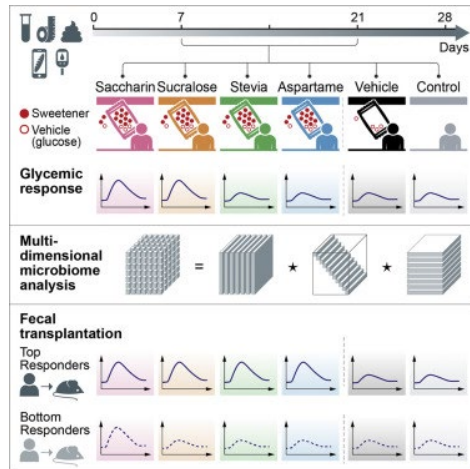 0 7 21 28
Days
Saccharin Sucralose Stevia Aspartame Vehicle Control
Sweetener
Vehicle
(glucose)
Glycemic
response
Multi-
dimensional
microbiome
analysis
=
Fecal
transplantation
Top
Responders
Bottom
Responders